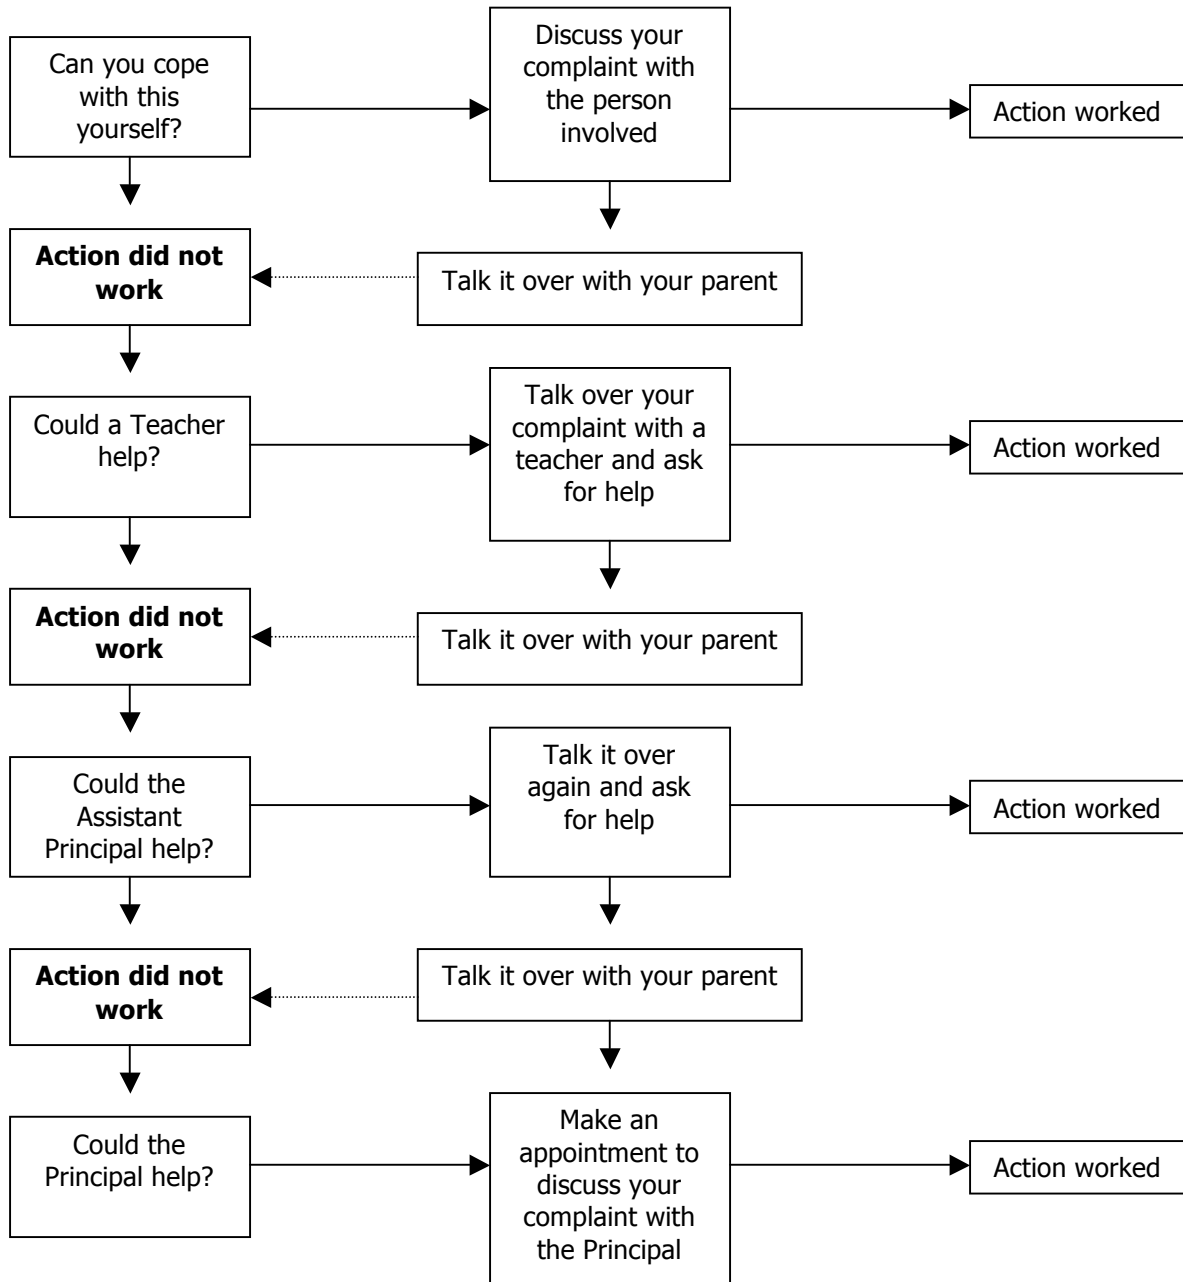 Can you cope
with this
yourself?
Discuss your
complaint with
the person
involved
Action worked
Action did not
work
Talk it over with your parent
Could a Teacher
help?
Talk over your
complaint with a
teacher and ask
for help
Action worked
Action did not
work
Talk it over with your parent
Could the
Assistant
Principal help?
Talk it over
again and ask
for help
Action worked
Action did not
work
Talk it over with your parent
Could the
Principal help?
Make an
appointment to
discuss your
complaint with
the Principal
Action worked